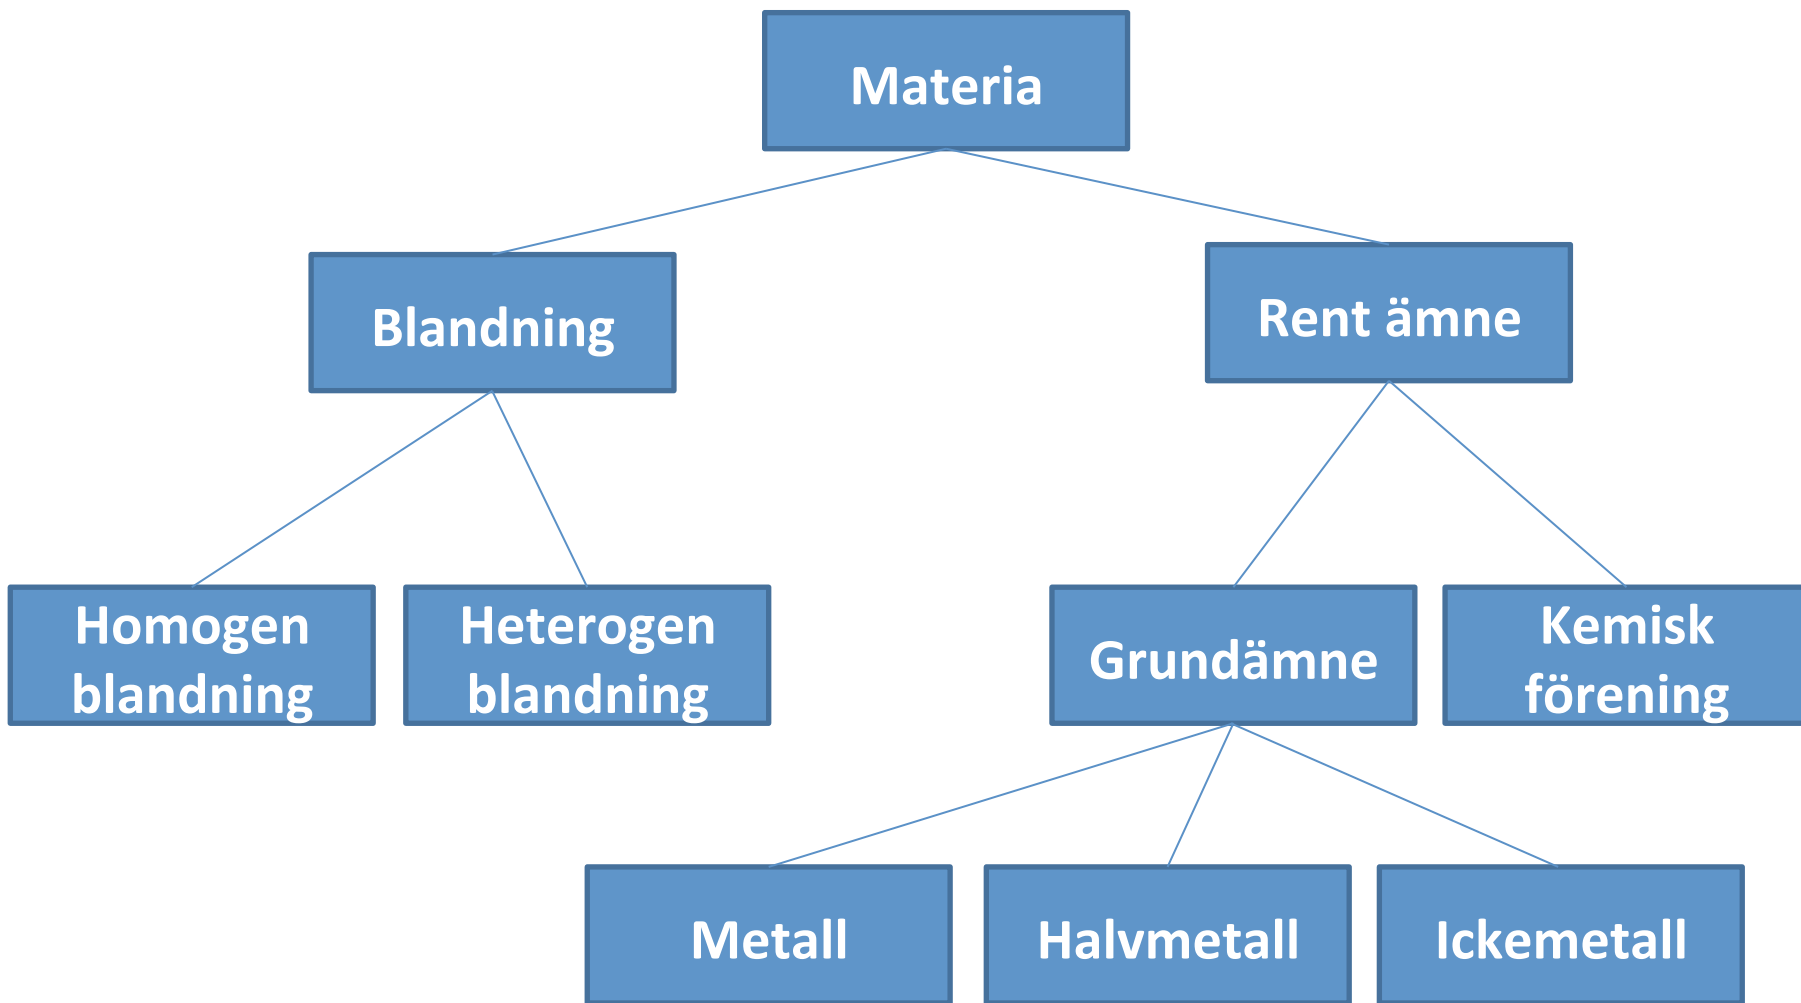 Materia
Blandning
Rent ämne
Homogen
blandning
Heterogen
blandning
Grundämne
Kemisk
förening
Metall
Halvmetall
Ickemetall